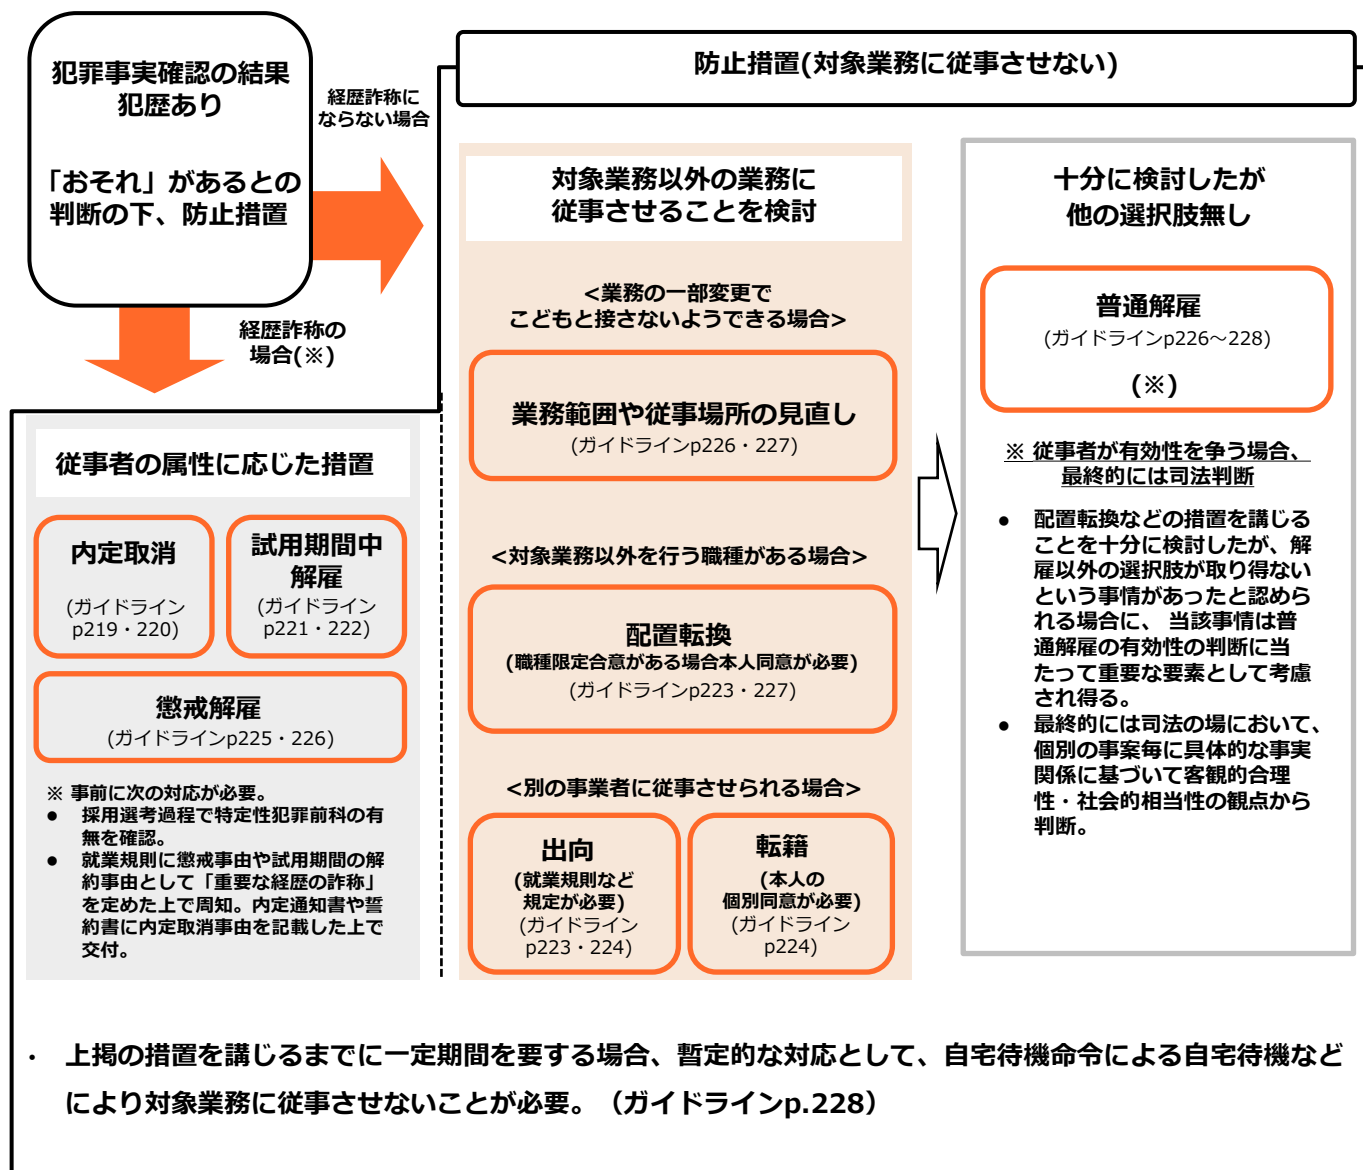 犯罪事実確認の結果
犯歴あり
「おそれ」があるとの
判断の下、防止措置
経歴詐称に
ならない場合
経歴詐称の
場合(※)
防止措置(対象業務に従事させない)
従事者の属性に応じた措置
内定取消
(ガイドライン
p219・220)
試用期間中
解雇
(ガイドライン
p221・222)
懲戒解雇
(ガイドラインp225・226)
※ 事前に次の対応が必要。
● 採用選考過程で特定性犯罪前科の有
無を確認。
● 就業規則に懲戒事由や試用期間の解
約事由として「重要な経歴の詐称」
を定めた上で周知。内定通知書や誓
約書に内定取消事由を記載した上で
交付。
対象業務以外の業務に
従事させることを検討
<業務の一部変更で
こどもと接さないようできる場合>
業務範囲や従事場所の見直し
(ガイドラインp226・227)
<対象業務以外を行う職種がある場合>
配置転換
(職種限定合意がある場合本人同意が必要)
(ガイドラインp223・227)
<別の事業者に従事させられる場合>
出向
(就業規則など
規定が必要)
(ガイドライン
p223・224)
転籍
(本人の
個別同意が必要)
(ガイドライン
p224)
十分に検討したが
他の選択肢無し
普通解雇
(ガイドラインp226～228)
(※)
※ 従事者が有効性を争う場合、
最終的には司法判断
● 配置転換などの措置を講じる
ことを十分に検討したが、解
雇以外の選択肢が取り得ない
という事情があったと認めら
れる場合に、 当該事情は普
通解雇の有効性の判断に当
たって重要な要素として考慮
され得る。
● 最終的には司法の場において、
個別の事案毎に具体的な事実
関係に基づいて客観的合理
性・社会的相当性の観点から
判断。
・ 上掲の措置を講じるまでに一定期間を要する場合、暫定的な対応として、自宅待機命令による自宅待機など
により対象業務に従事させないことが必要。（ガイドラインp.228）